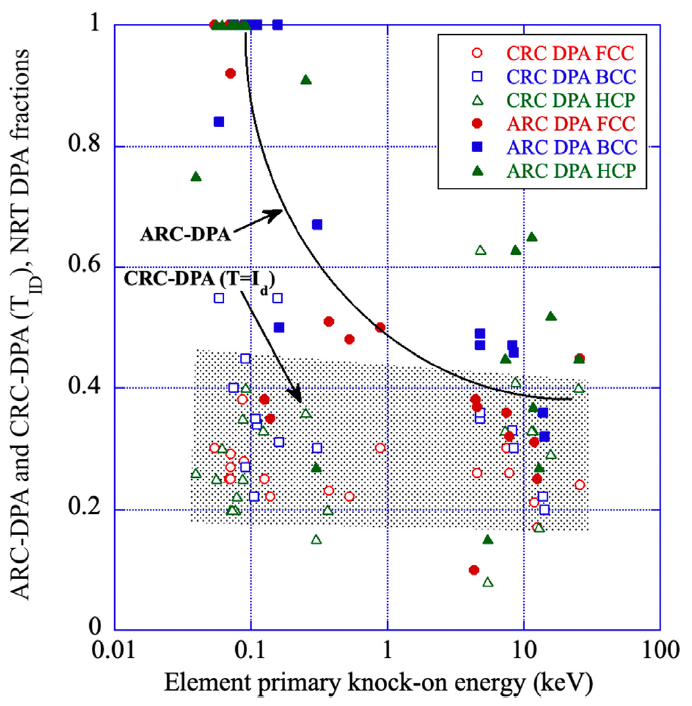 ARC-DPA and CRC-DPA (T_ID), NRT DPA fractions
1
0.8
0.6
0.4
0.2
0
CRC DPA FCC
CRC DPA BCC
CRC DPA HCP
ARC DPA FCC
ARC DPA BCC
ARC DPA HCP
ARC-DPA
CRC-DPA (T=I_d)
0.01
0.1
1
10
100
Element primary knock-on energy (keV)